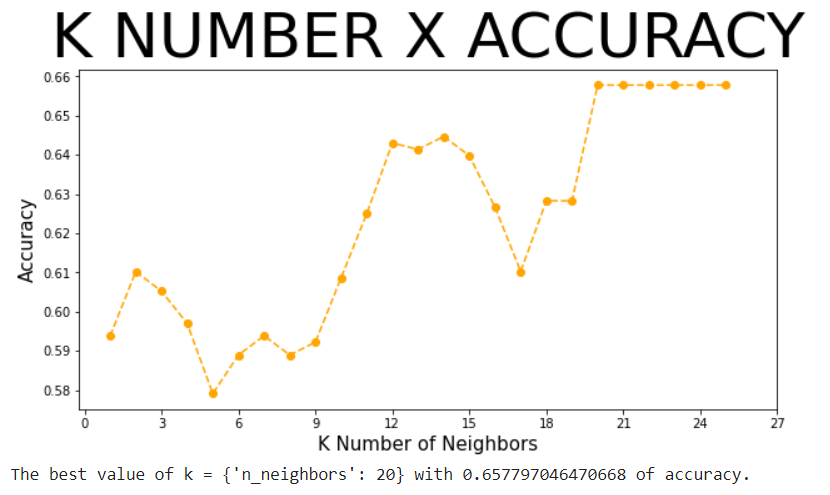 K NUMBER X ACCURACY
0.66
0.65
0.64
0.63
0.62
0.61
0.60
0.59
0.58
Accuracy
0 3 6 9 12 15 18 21 24 27
K Number of Neighbors
The best value of k = {'n_neighbors': 20} with 0.657797046470668 of accuracy.